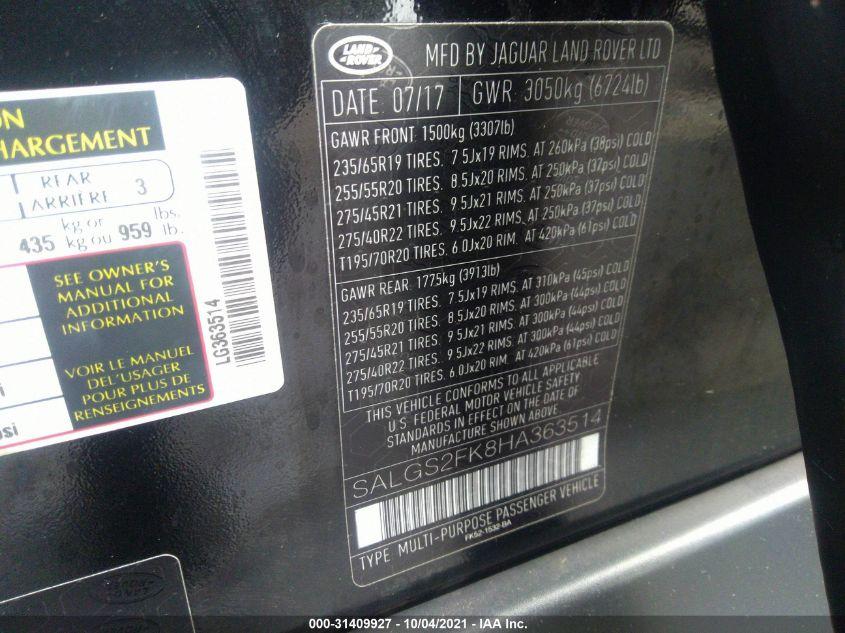 ON
CHARGEMENT
REAR
ARRIÈRE 3
435 kg or kg ou 959 lbs. lb.
SEE OWNER'S
MANUAL FOR
ADDITIONAL
INFORMATION
VOIR LE MANUEL
DEL'USAGER
POUR PLUS DE
RENSEIGNEMENTS
LG363514
LAND ROVER
MFD BY JAGUAR LAND ROVER LTD
DATE: 07/17 GWR: 3050kg (6724lb)
GAWR FRONT: 1500kg (3307lb)
235/65R19 TIRES. 7.5Jx19 RIMS. AT 260kPa (38psi) COLD
255/55R20 TIRES. 8.5Jx20 RIMS. AT 250kPa (37psi) COLD
275/45R21 TIRES. 9.5Jx21 RIMS. AT 250kPa (37psi) COLD
275/40R22 TIRES. 9.5Jx22 RIMS. AT 250kPa (37psi) COLD
T195/70R20 TIRES. 6.0Jx20 RIM. AT 420kPa (61psi) COLD
GAWR REAR: 1775kg (3913lb)
235/65R19 TIRES. 7.5Jx19 RIMS. AT 310kPa (45psi) COLD
255/55R20 TIRES. 8.5Jx20 RIMS. AT 300kPa (44psi) COLD
275/45R21 TIRES. 9.5Jx21 RIMS. AT 300kPa (44psi) COLD
275/40R22 TIRES. 9.5Jx22 RIMS. AT 300kPa (44psi) COLD
T195/70R20 TIRES. 6.0Jx20 RIM. AT 420kPa (61psi) COLD
THIS VEHICLE CONFORMS TO ALL APPLICABLE
U.S. FEDERAL MOTOR VEHICLE SAFETY
STANDARDS IN EFFECT ON THE DATE OF
MANUFACTURE SHOWN ABOVE.
SALGS2FK8HA363514
TYPE: MULTI-PURPOSE PASSENGER VEHICLE
FK52-1532-BA
000-31409927 - 10/04/2021 - IAA Inc.